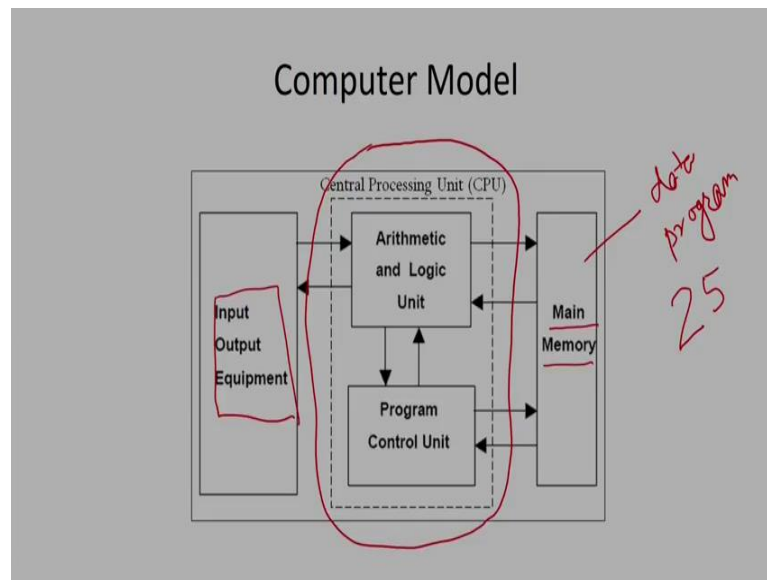 Computer Model
Central Processing Unit (CPU)
Arithmetic
and Logic
Unit
Input
Output
Equipment
Main
Memory
Program
Control Unit
data
program
25